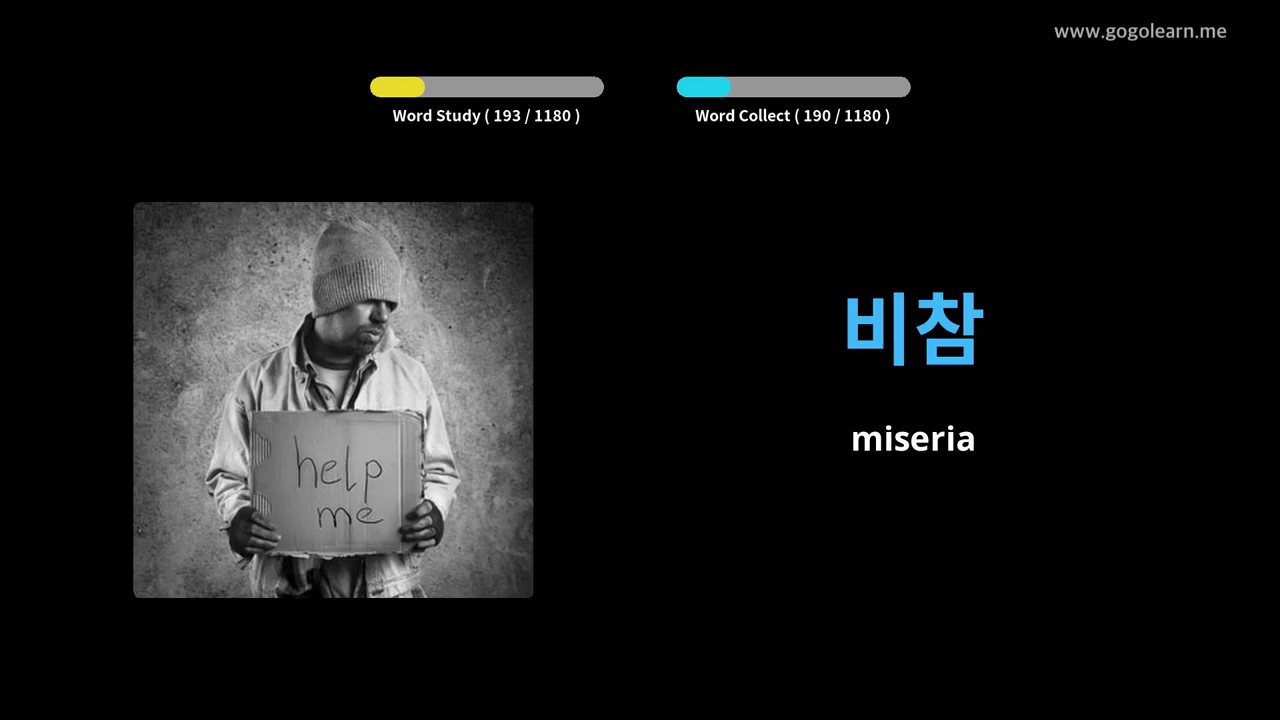 www.gogolearn.me
Word Study ( 193 / 1180 )
Word Collect ( 190 / 1180 )
help
me
비참
miseria